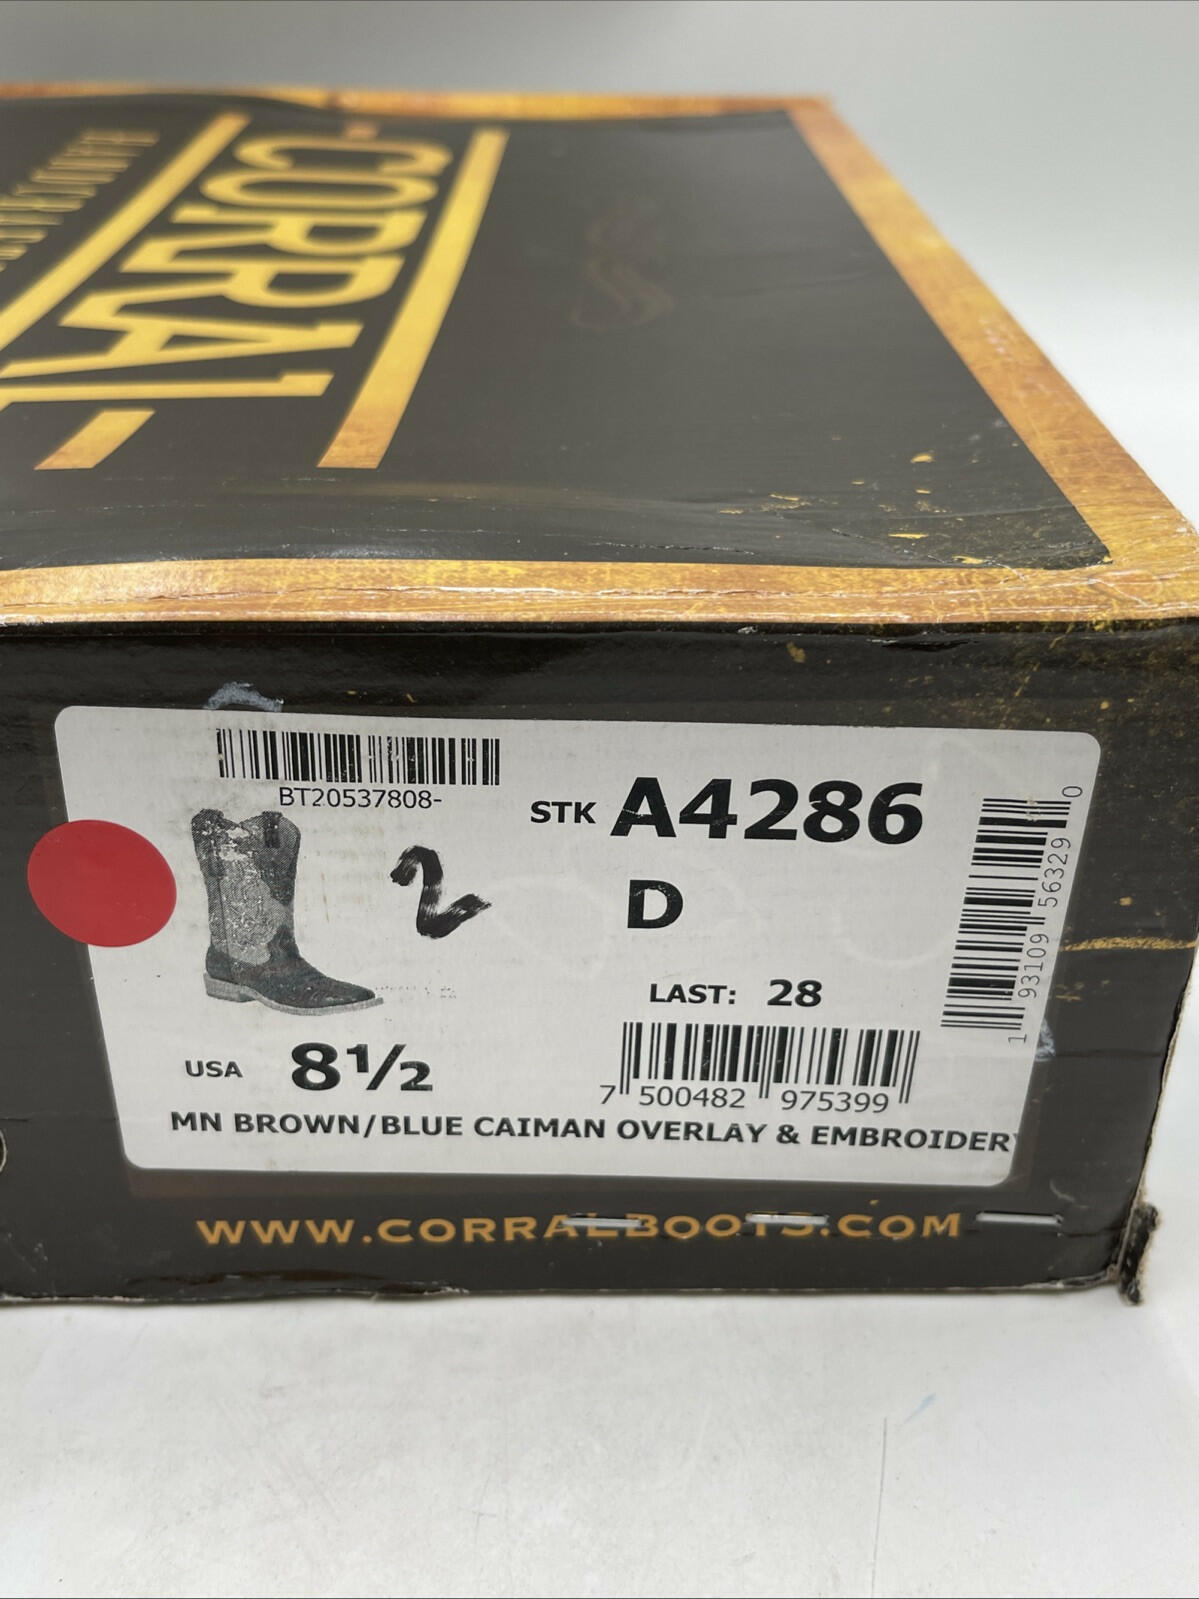 CORRAL
HANDCRAFTED
BT20537808-
STK A4286
2
D
LAST: 28
USA 8½
7 500482 975399
1 93109 56329 0
MN BROWN/BLUE CAIMAN OVERLAY & EMBROIDERY
WWW.CORRALBOOTS.COM